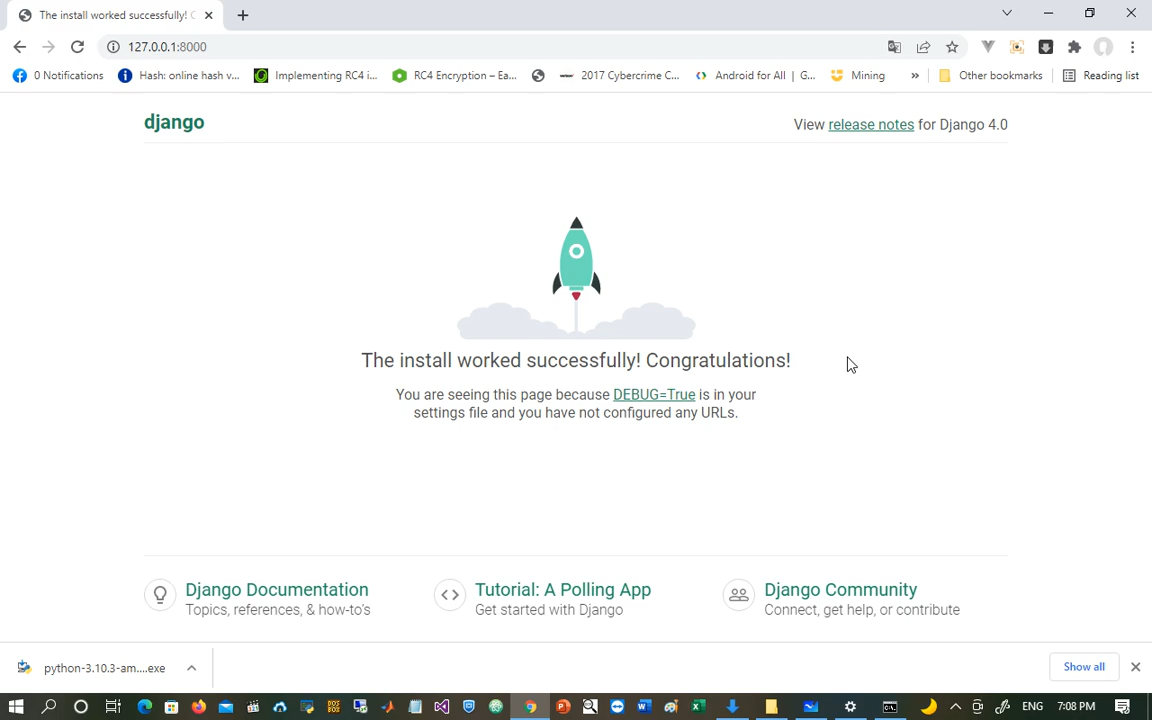 The install worked successfully! C
127.0.0.1:8000
0 Notifications
Hash: online hash v...
Implementing RC4 i...
RC4 Encryption – Ea...
2017 Cybercrime C...
Android for All | G...
Mining
»
Other bookmarks
Reading list
django
View release notes for Django 4.0
The install worked successfully! Congratulations!
You are seeing this page because DEBUG=True is in your
settings file and you have not configured any URLs.
Django Documentation
Topics, references, & how-to's
Tutorial: A Polling App
Get started with Django
Django Community
Connect, get help, or contribute
python-3.10.3-am....exe
Show all
ENG
7:08 PM